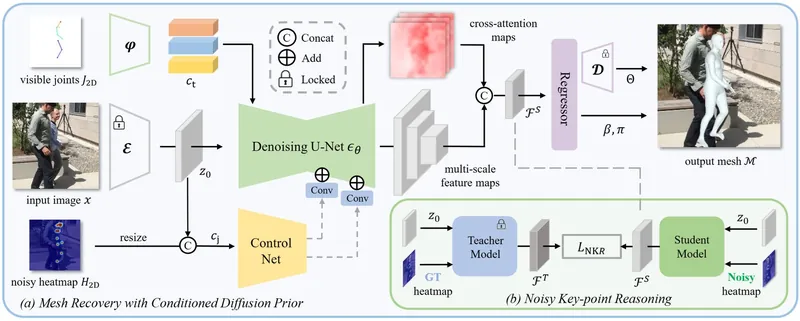 φ
visible joints J2D
ct
C Concat
Add
Locked
cross-attention
maps
input image x
ℰ
z0
Denoising U-Net ϵθ
Conv
Conv
multi-scale
feature maps
C
ℱS
Regressor
𝒟
Θ
β, π
output mesh ℳ
noisy heatmap H2D
resize
C
cj
Control
Net
(a) Mesh Recovery with Conditioned Diffusion Prior
z0
GT
heatmap
Teacher
Model
ℱT
LNKR
ℱS
Student
Model
z0
Noisy
heatmap
(b) Noisy Key-point Reasoning